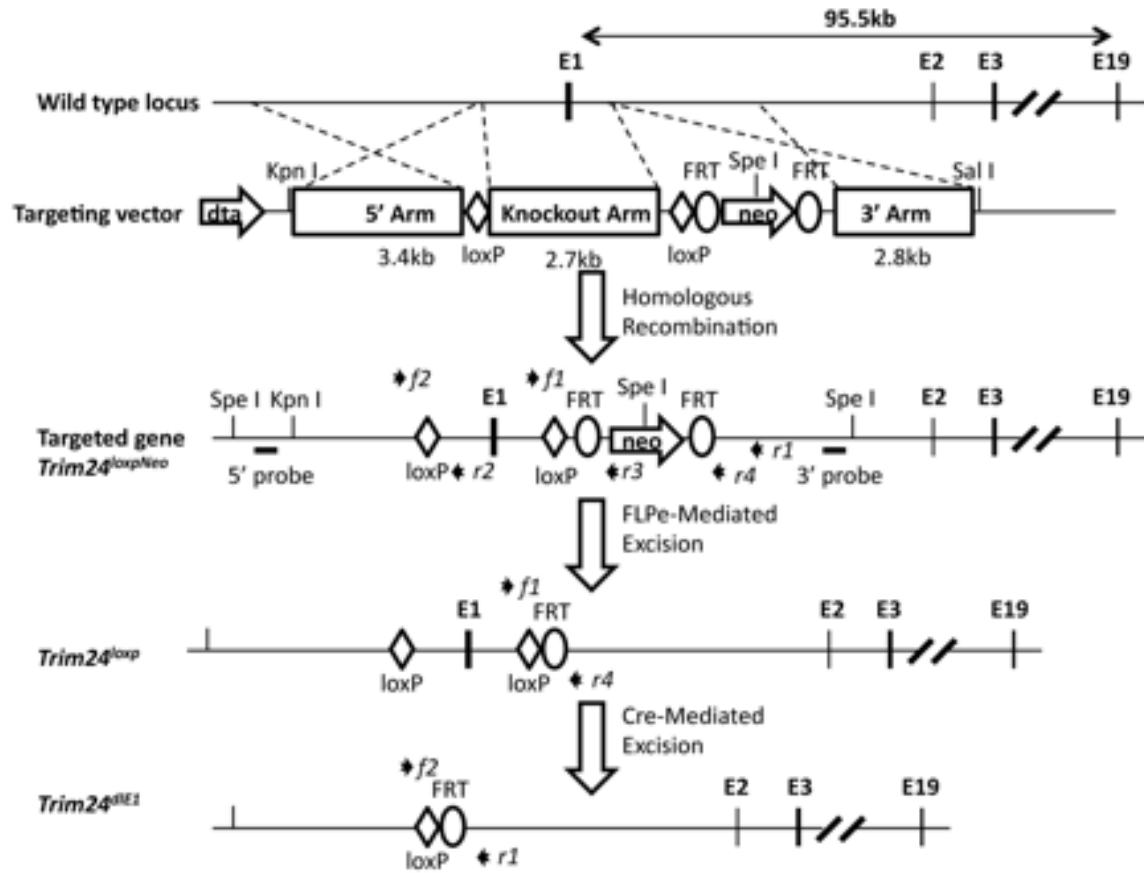 95.5kb
E1 E2 E3 E19
Wild type locus
Kpn I FRT Spe I FRT Sal I
Targeting vector dta 5' Arm Knockout Arm neo 3' Arm
3.4kb loxP 2.7kb loxP 2.8kb
Homologous
Recombination
f2 f1
Spe I Kpn I E1 FRT Spe I FRT Spe I E2 E3 E19
Targeted gene neo
Trim24loxpNeo
5' probe loxP r2 loxP r3 r4 r1 3' probe
FLPe-Mediated
Excision
f1
E1 FRT E2 E3 E19
Trim24loxp
loxP loxP r4
Cre-Mediated
Excision
f2
FRT E2 E3 E19
Trim24dlE1
loxP r1